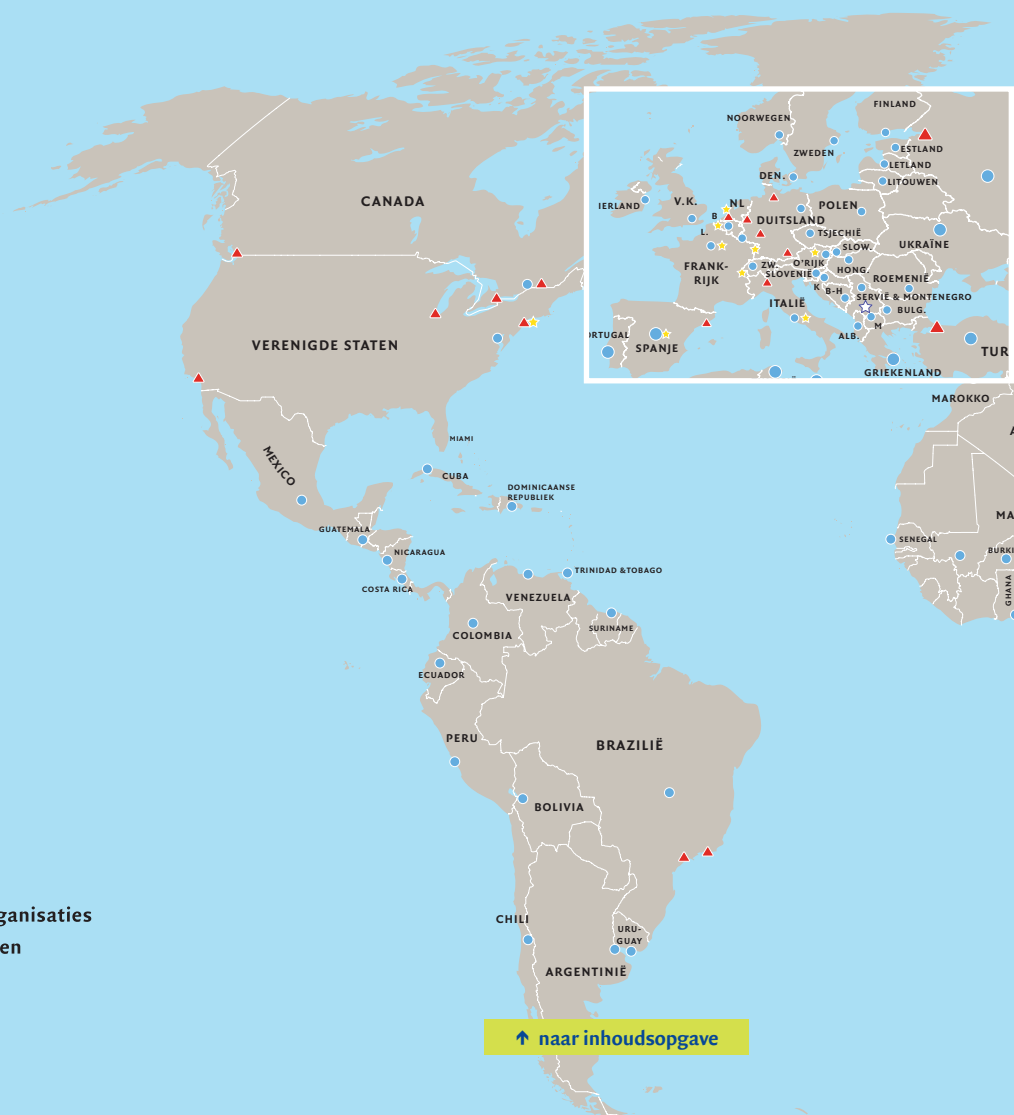 FINLAND
NOORWEGEN
ESTLAND
ZWEDEN
LETLAND
DEN.
LITOUWEN
IERLAND
V.K.
NL
POLEN
B
DUITSLAND
L.
TSJECHIË
UKRAÏNE
SLOW.
FRANK-
RIJK
ZW.
O'RIJK
HONG.
SLOVENIË
ROEMENIË
K
B-H
SERVIË & MONTENEGRO
ITALIË
BULG.
M
ALB.
ORTUGAL
SPANJE
TUR
GRIEKENLAND
CANADA
VERENIGDE STATEN
MAROKKO
A
MIAMI
MEXICO
CUBA
DOMINICAANSE
REPUBLIEK
MA
GUATEMALA
SENEGAL
NICARAGUA
BURKI
COSTA RICA
TRINIDAD &TOBAGO
GHANA
VENEZUELA
SURINAME
COLOMBIA
ECUADOR
PERU
BRAZILIË
BOLIVIA
ganisaties
en
CHILI
URU-
GUAY
ARGENTINIË
↑ naar inhoudsopgave